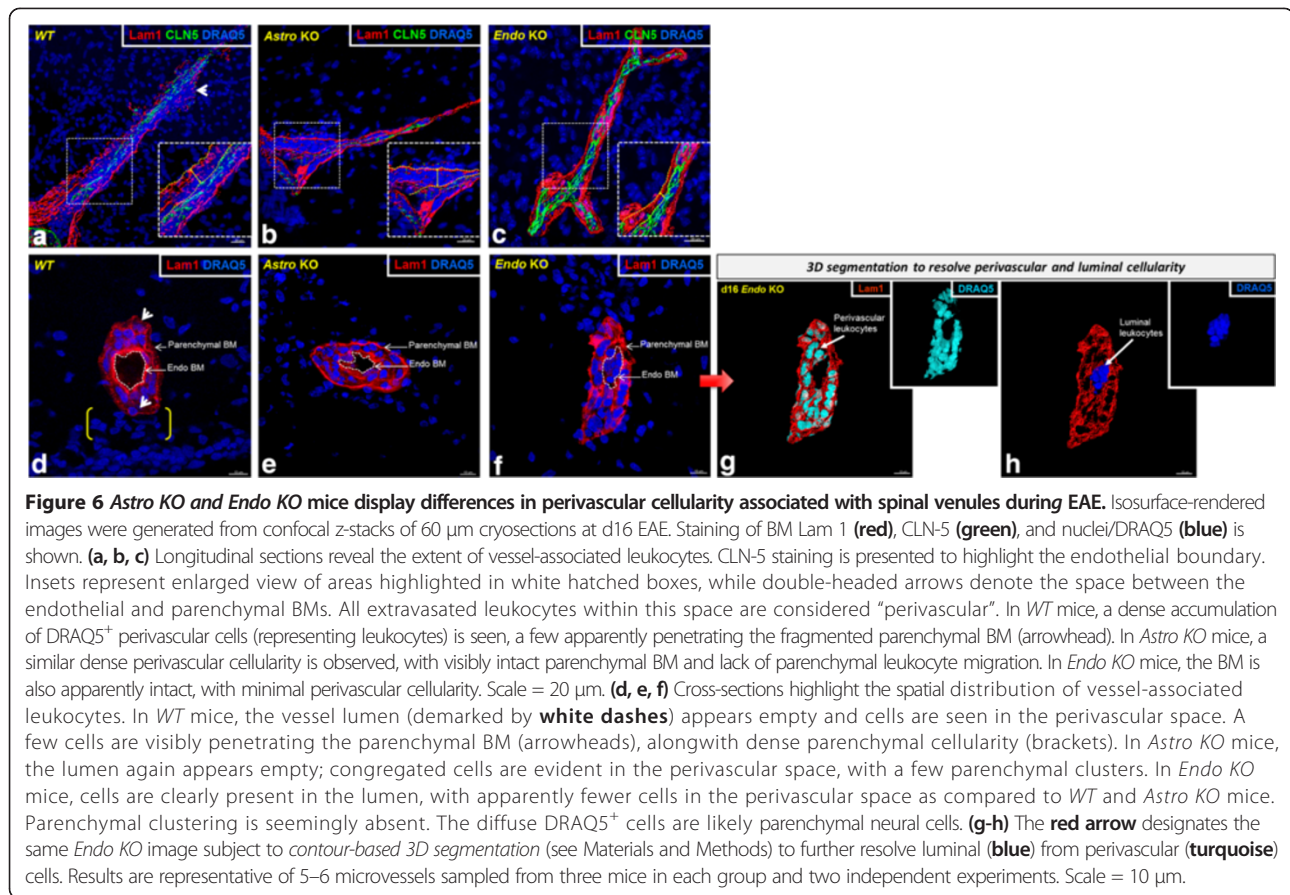 WT Lam1 CLN5 DRAQ5
Astro KO Lam1 CLN5 DRAQ5
Endo KO Lam1 CLN5 DRAQ5
a
b
c
WT Lam1 DRAQ5
Parenchymal BM
Endo BM
d
Astro KO Lam1 DRAQ5
Parenchymal BM
Endo BM
e
Endo KO Lam1 DRAQ5
Parenchymal BM
Endo BM
f
3D segmentation to resolve perivascular and luminal cellularity
d16 Endo KO Lam1 DRAQ5
Perivascular
leukocytes
g
DRAQ5
Luminal
leukocytes
h
Figure 6 Astro KO and Endo KO mice display differences in perivascular cellularity associated with spinal venules during EAE. Isosurface-rendered
images were generated from confocal z-stacks of 60 μm cryosections at d16 EAE. Staining of BM Lam 1 (red), CLN-5 (green), and nuclei/DRAQ5 (blue) is
shown. (a, b, c) Longitudinal sections reveal the extent of vessel-associated leukocytes. CLN-5 staining is presented to highlight the endothelial boundary.
Insets represent enlarged view of areas highlighted in white hatched boxes, while double-headed arrows denote the space between the
endothelial and parenchymal BMs. All extravasated leukocytes within this space are considered “perivascular”. In WT mice, a dense accumulation
of DRAQ5+ perivascular cells (representing leukocytes) is seen, a few apparently penetrating the fragmented parenchymal BM (arrowhead). In Astro KO mice, a
similar dense perivascular cellularity is observed, with visibly intact parenchymal BM and lack of parenchymal leukocyte migration. In Endo KO mice, the BM is
also apparently intact, with minimal perivascular cellularity. Scale = 20 μm. (d, e, f) Cross-sections highlight the spatial distribution of vessel-associated
leukocytes. In WT mice, the vessel lumen (demarked by white dashes) appears empty and cells are seen in the perivascular space. A
few cells are visibly penetrating the parenchymal BM (arrowheads), alongwith dense parenchymal cellularity (brackets). In Astro KO mice,
the lumen again appears empty; congregated cells are evident in the perivascular space, with a few parenchymal clusters. In Endo KO
mice, cells are clearly present in the lumen, with apparently fewer cells in the perivascular space as compared to WT and Astro KO mice.
Parenchymal clustering is seemingly absent. The diffuse DRAQ5+ cells are likely parenchymal neural cells. (g-h) The red arrow designates the
same Endo KO image subject to contour-based 3D segmentation (see Materials and Methods) to further resolve luminal (blue) from perivascular (turquoise)
cells. Results are representative of 5–6 microvessels sampled from three mice in each group and two independent experiments. Scale = 10 μm.